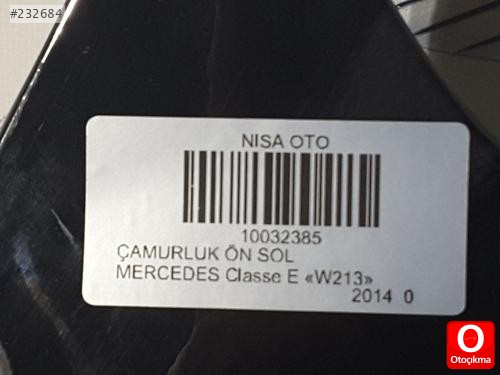 #232684
NISA OTO
10032385
ÇAMURLUK ÖN SOL
MERCEDES Classe E «W213»
2014 0
O
Otoçıkma